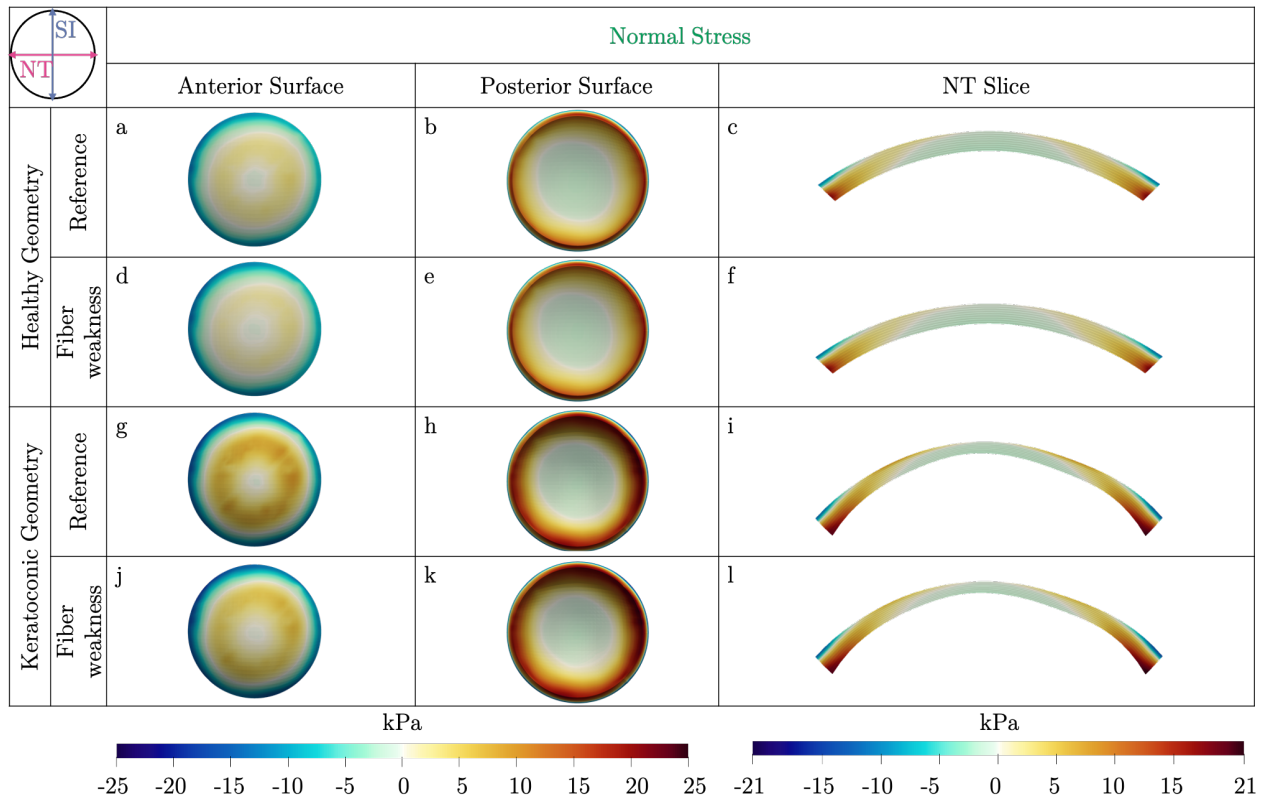 SI
NT
Normal Stress
Anterior Surface
Posterior Surface
NT Slice
Healthy Geometry
Reference
a
b
c
Fiber
weakness
d
e
f
Keratoconic Geometry
Reference
g
h
i
Fiber
weakness
j
k
l
kPa
kPa
-25 -20 -15 -10 -5 0 5 10 15 20 25
-21 -15 -10 -5 0 5 10 15 21